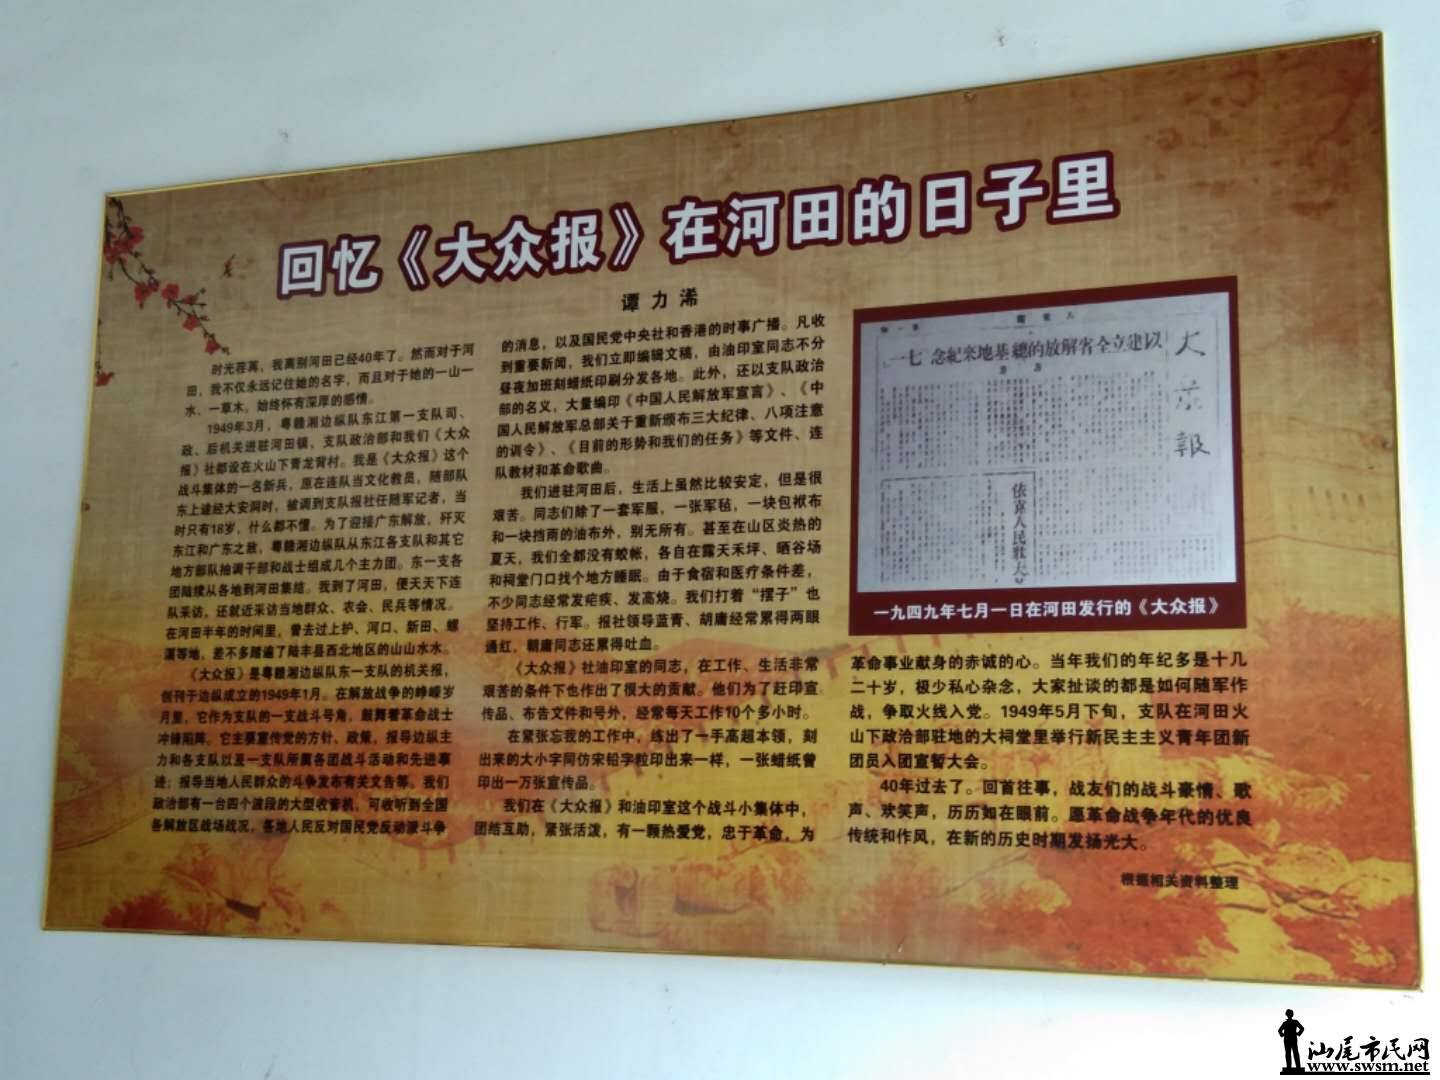 回忆《大众报》在河田的日子里
谭力浠
时光荏苒，我离别河田已经40年了。然而对于河
田，我不仅永远记住她的名字，而且对于她的一山一
水、一草木，始终怀有深厚的感情。
1949年3月，粤赣湘边纵队东江第一支队司、
政、后机关进驻河田镇，支队政治部和我们《大众
报》社都设在火山下青龙背村。我是《大众报》这个
战斗集体的一名新兵，原在连队当文化教员，随部队
东上途经大安洞时，被调到支队报社任随军记者，当
时只有18岁，什么都不懂。为了迎接广东解放，歼灭
东江和广东之敌，粤赣湘边纵队从东江各支队和其它
地方部队抽调干部和战士组成几个主力团。东一支各
团陆续从各地到河田集结。我到了河田，便天天下连
队采访，还就近采访当地群众、农会、民兵等情况。
在河田半年的时间里，曾去过上护、河口、新田、螺
溪等地，差不多踏遍了陆丰县西北地区的山山水水。
《大众报》是粤赣湘边纵队东一支队的机关报，
创刊于边纵成立的1949年1月。在解放战争的峥嵘岁
月里，它作为支队的一支战斗号角，鼓舞着革命战士
冲锋陷阵。它主要宣传党的方针、政策，报导边纵主
力和各支队以及一支队所属各团战斗活动和先进事
迹；报导当地人民群众的斗争发布有关文告等。我们
政治部有一台四个波段的大型收音机，可收听到全国
各解放区战场战况，各地人民反对国民党反动派斗争
的消息，以及国民党中央社和香港的时事广播。凡收
到重要新闻，我们立即编辑文稿，由油印室同志不分
昼夜加班刻蜡纸印刷分发各地。此外，还以支队政治
部的名义，大量编印《中国人民解放军宣言》、《中
国人民解放军总部关于重新颁布三大纪律、八项注意
的训令》、《目前的形势和我们的任务》等文件、连
队教材和革命歌曲。
我们进驻河田后，生活上虽然比较安定，但是很
艰苦。同志们除了一套军服，一张军毡，一块包袱布
和一块挡雨的油布外，别无所有。甚至在山区炎热的
夏天，我们全都没有蛟帐，各自在露天禾坪、晒谷场
和祠堂门口找个地方睡眠。由于食宿和医疗条件差，
不少同志经常发疟疾、发高烧。我们打着“摆子”也
坚持工作、行军。报社领导蓝青、胡庸经常累得两眼
通红，朝庸同志还累得吐血。
《大众报》社油印室的同志，在工作、生活非常
艰苦的条件下也作出了很大的贡献。他们为了赶印宣
传品、布告文件和号外，经常每天工作10个多小时。
在紧张忘我的工作中，练出了一手高超本领，刻
出来的大小字阿仿宋铅字粒印出来一样，一张蜡纸曾
印出一万张宣传品。
我们在《大众报》和油印室这个战斗小集体中，
团结互助，紧张活泼，有一颗热爱党，忠于革命，为
大众報
以建立全省解放的總基地來紀念“七一”
依靠人民壯大
一九四九年七月一日在河田发行的《大众报》
革命事业献身的赤诚的心。当年我们的年纪多是十几
二十岁，极少私心杂念，大家扯谈的都是如何随军作
战，争取火线入党。1949年5月下旬，支队在河田火
山下政治部驻地的大祠堂里举行新民主主义青年团新
团员入团宣暂大会。
40年过去了。回首往事，战友们的战斗豪情、歌
声、欢笑声，历历如在眼前。愿革命战争年代的优良
传统和作风，在新的历史时期发扬光大。
根据相关资料整理
汕尾市民网
www.swsm.net